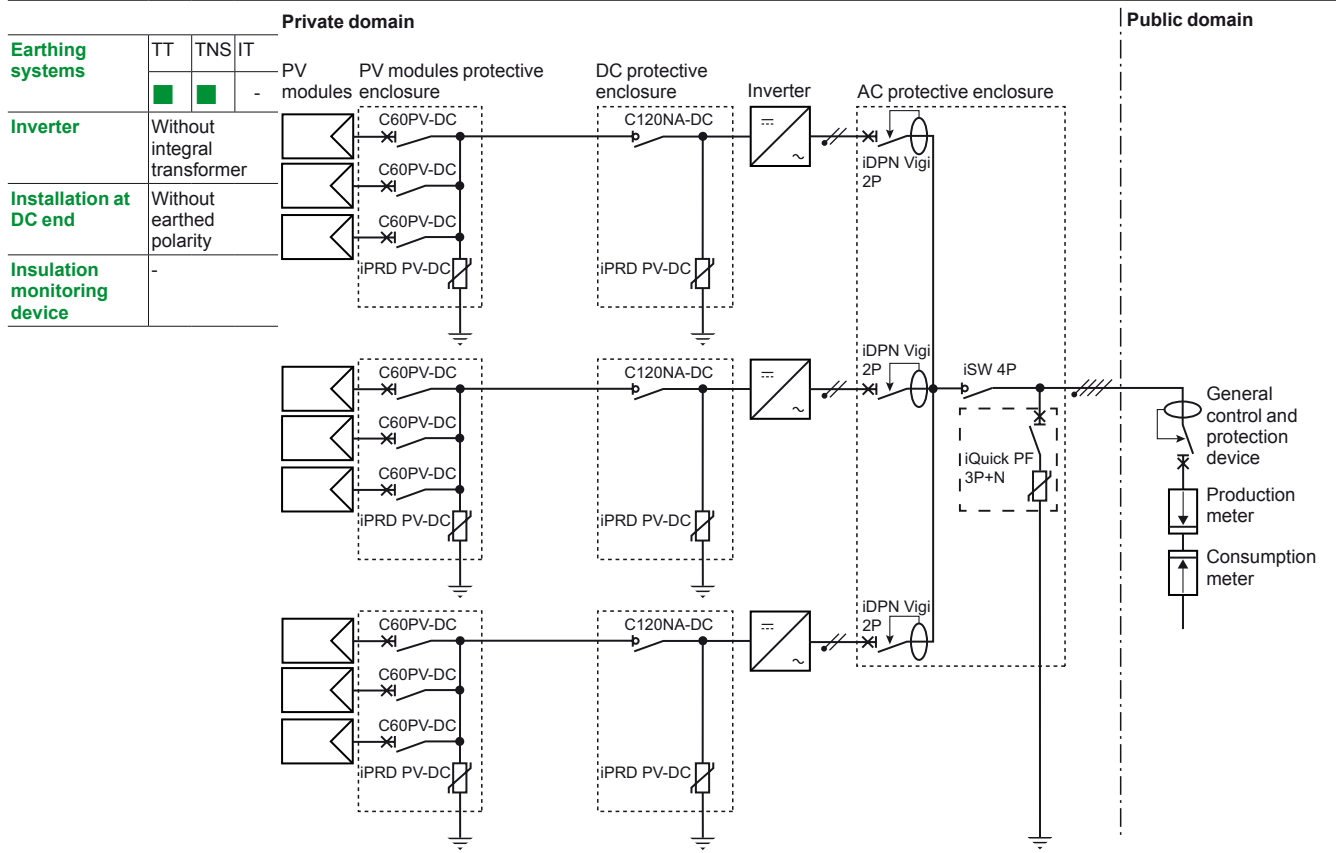 Private domain
Public domain
Earthing
systems
TT
TNS
IT
-
Inverter
Without
integral
transformer
Installation at
DC end
Without
earthed
polarity
Insulation
monitoring
device
-
PV
modules
PV modules protective
enclosure
DC protective
enclosure
Inverter
AC protective enclosure
C60PV-DC
C60PV-DC
C60PV-DC
iPRD PV-DC
C120NA-DC
iPRD PV-DC
iDPN Vigi
2P
C60PV-DC
C60PV-DC
C60PV-DC
iPRD PV-DC
C120NA-DC
iPRD PV-DC
iDPN Vigi
2P
iSW 4P
iQuick PF
3P+N
General
control and
protection
device
Production
meter
Consumption
meter
C60PV-DC
C60PV-DC
C60PV-DC
iPRD PV-DC
C120NA-DC
iPRD PV-DC
iDPN Vigi
2P